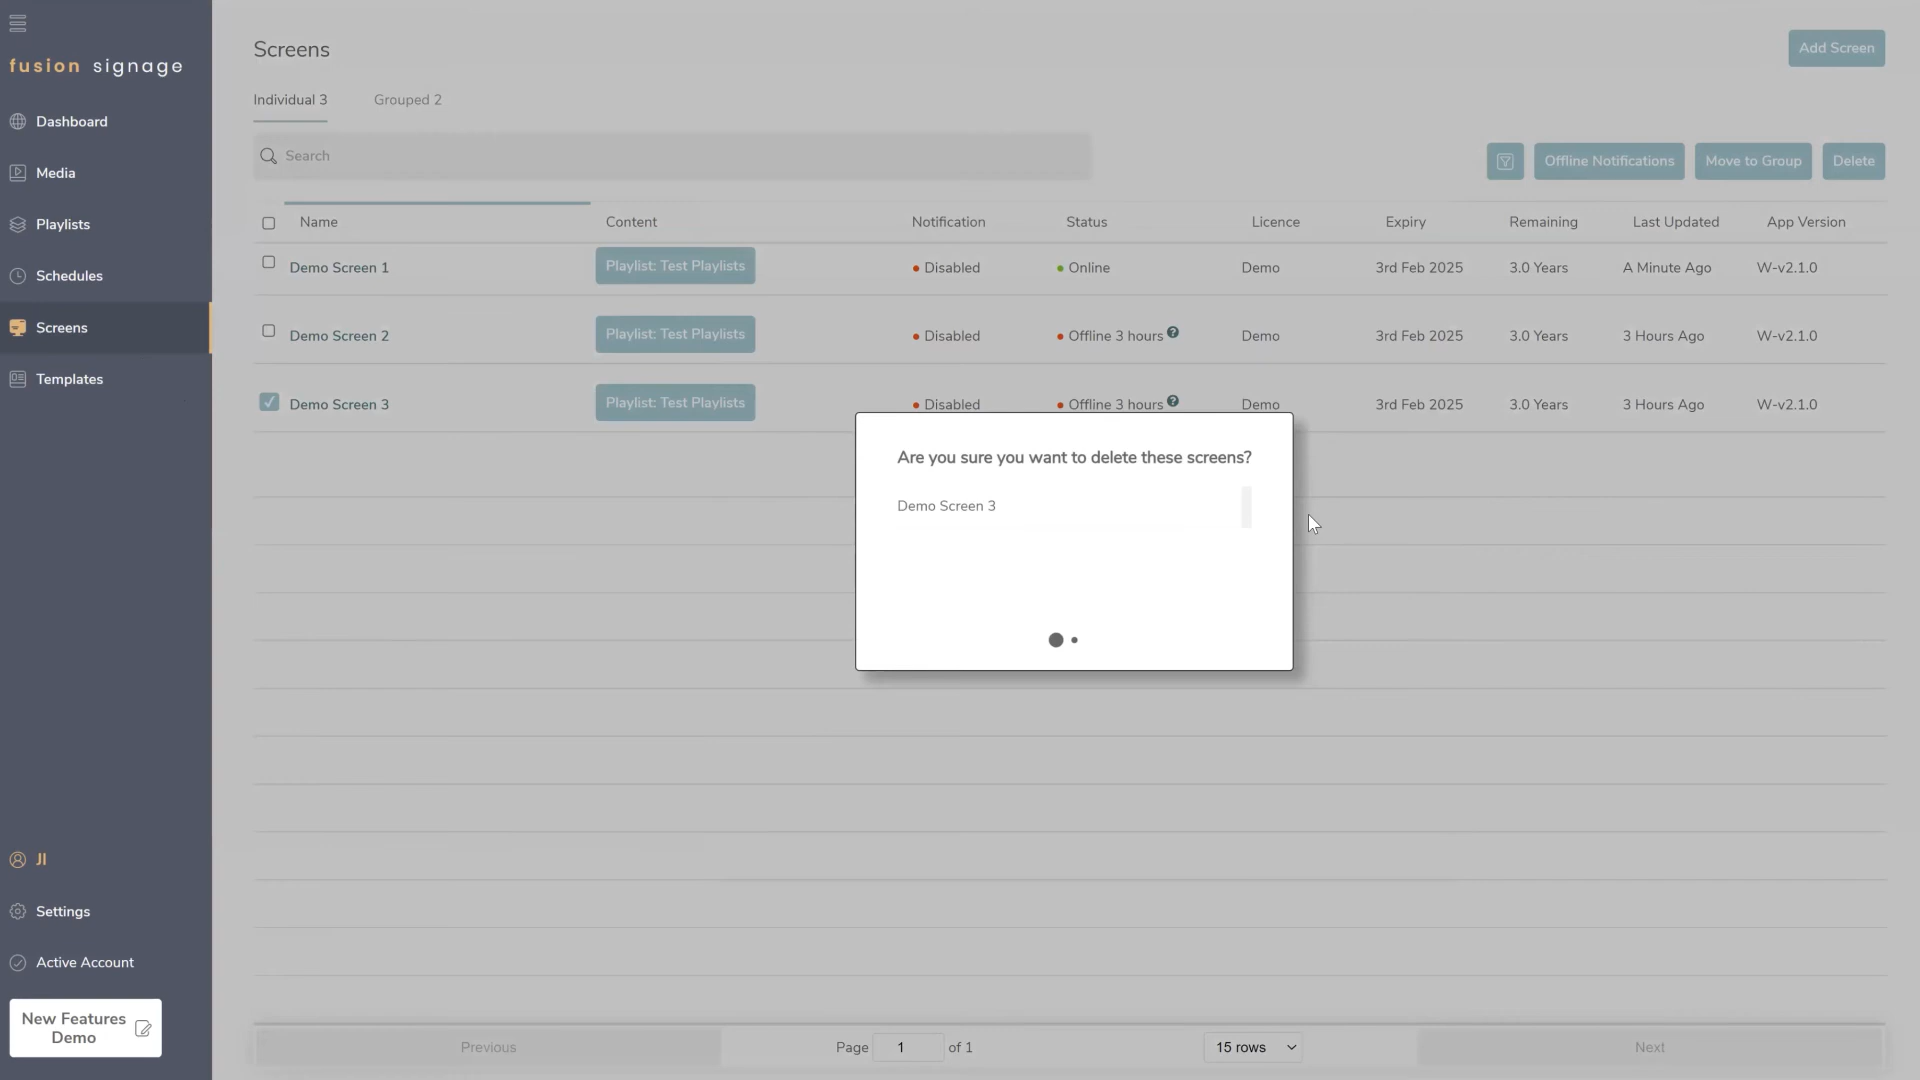 fusion signage
Dashboard
Media
Playlists
Schedules
Screens
Templates
JI
Settings
Active Account
New Features
Demo
Screens
Add Screen
Individual 3 Grouped 2
Search
Offline Notifications Move to Group Delete
Name Content Notification Status Licence Expiry Remaining Last Updated App Version
Demo Screen 1 Playlist: Test Playlists Disabled Online Demo 3rd Feb 2025 3.0 Years A Minute Ago W-v2.1.0
Demo Screen 2 Playlist: Test Playlists Disabled Offline 3 hours ? Demo 3rd Feb 2025 3.0 Years 3 Hours Ago W-v2.1.0
Demo Screen 3 Playlist: Test Playlists Disabled Offline 3 hours ? Demo 3rd Feb 2025 3.0 Years 3 Hours Ago W-v2.1.0
Are you sure you want to delete these screens?
Demo Screen 3
Previous Page 1 of 1 15 rows Next